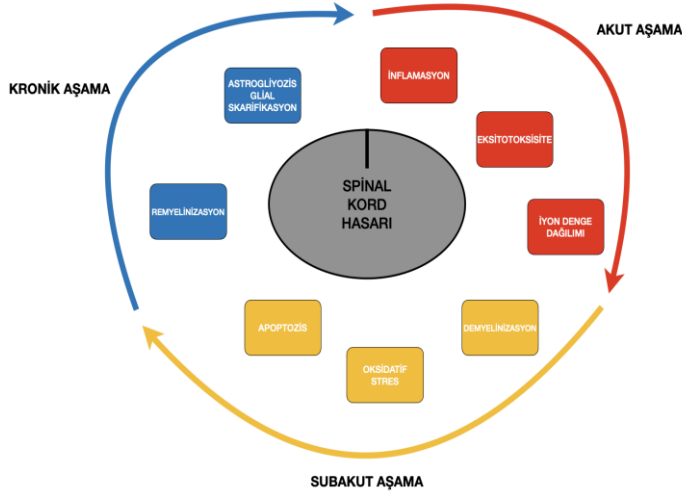 AKUT AŞAMA
KRONİK AŞAMA
ASTROGLİYOZİS
GLİAL
SKARİFİKASYON
İNFLAMASYON
EKSİTOTOKSİSİTE
SPİNAL
KORD
HASARI
REMYELİNİZASYON
İYON DENGE
DAĞILIMI
APOPTOZİS
DEMYELİNİZASYON
OKSİDATİF
STRES
SUBAKUT AŞAMA